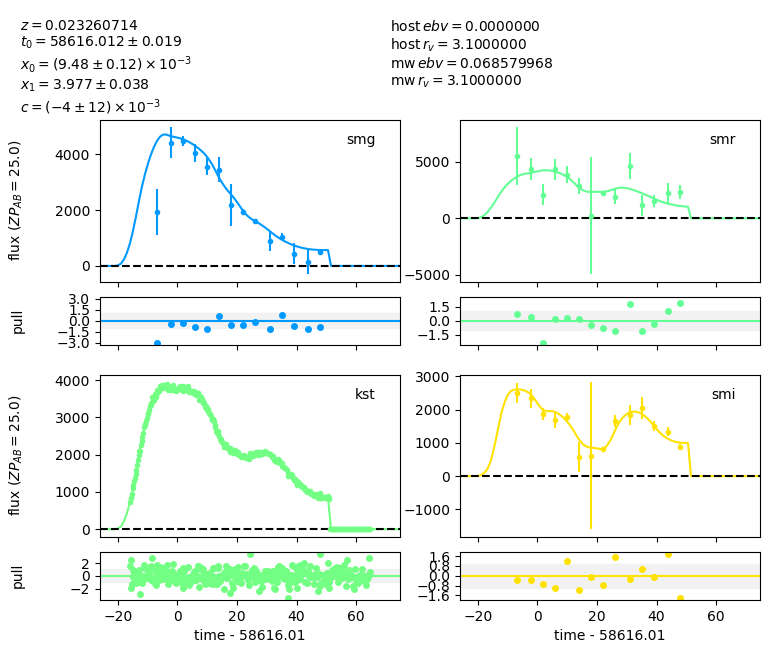 z = 0.023260714
t₀ = 58616.012 ± 0.019
x₀ = (9.48 ± 0.12) × 10⁻³
x₁ = 3.977 ± 0.038
c = (−4 ± 12) × 10⁻³
host ebv = 0.0000000
host r_v = 3.1000000
mw ebv = 0.068579968
mw r_v = 3.1000000
smg
flux (ZP_AB = 25.0)
4000
2000
0
smr
5000
0
−5000
pull
3.0
1.5
0.0
−1.5
−3.0
1.5
0.0
−1.5
kst
flux (ZP_AB = 25.0)
4000
3000
2000
1000
0
smi
3000
2000
1000
0
−1000
pull
2
0
−2
−20 0 20 40 60
time - 58616.01
1.6
0.8
0.0
−0.8
−1.6
−20 0 20 40 60
time - 58616.01